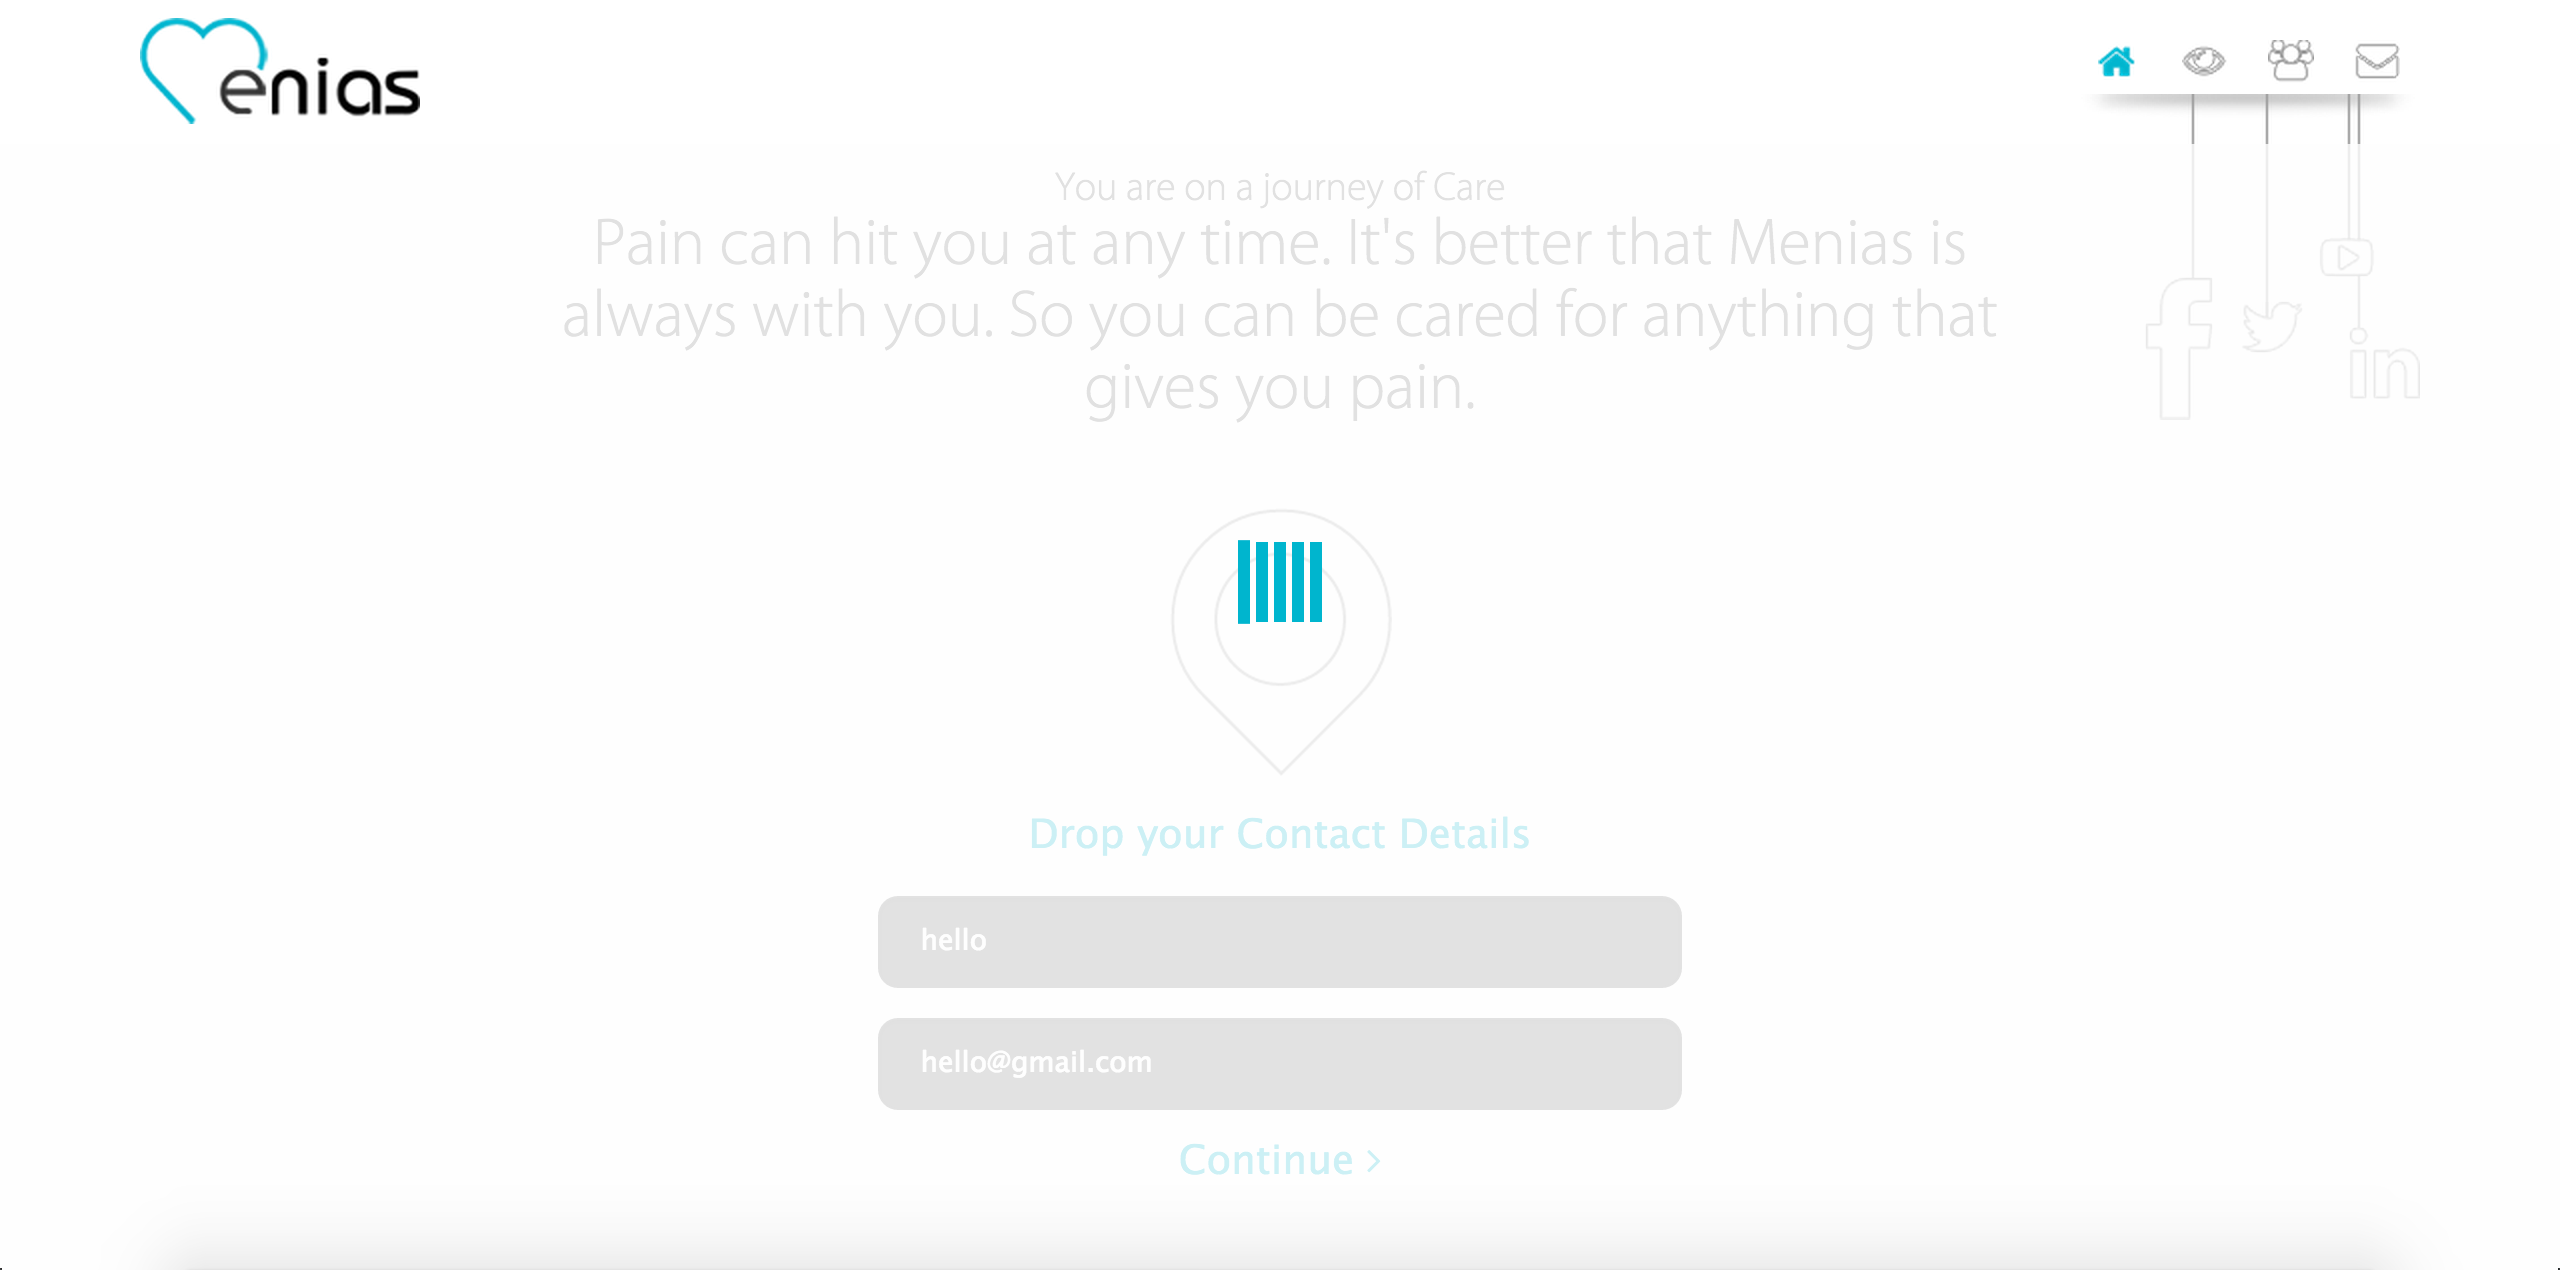 enias
You are on a journey of Care
Pain can hit you at any time. It's better that Menias is
always with you. So you can be cared for anything that
gives you pain.
f
in
Drop your Contact Details
hello
hello@gmail.com
Continue >